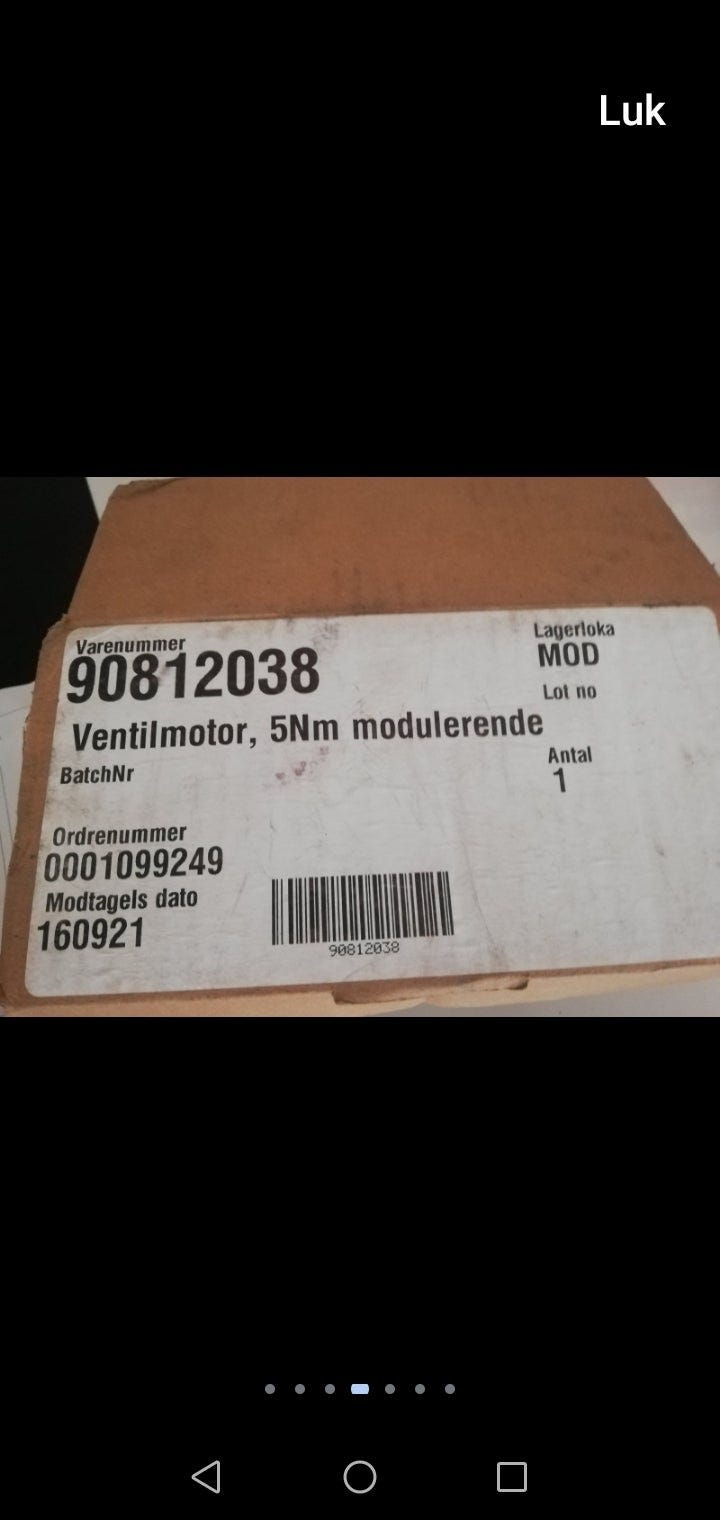 Luk
Varenummer
90812038
Ventilmotor, 5Nm modulerende
BatchNr
Lagerloka
MOD
Lot no
Antal
1
Ordrenummer
0001099249
Modtagels dato
160921
90812038